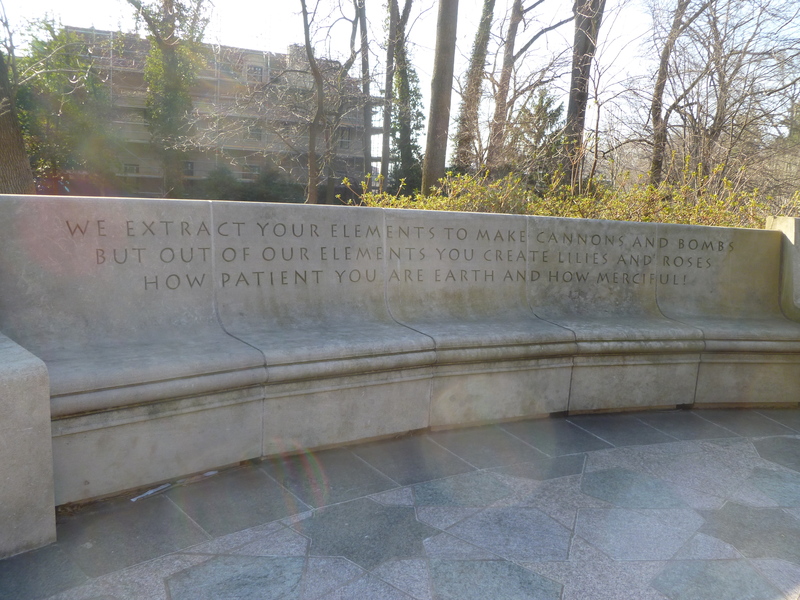 WE EXTRACT YOUR ELEMENTS TO MAKE CANNONS AND BOMBS
BUT OUT OF OUR ELEMENTS YOU CREATE LILIES AND ROSES
HOW PATIENT YOU ARE EARTH AND HOW MERCIFUL!